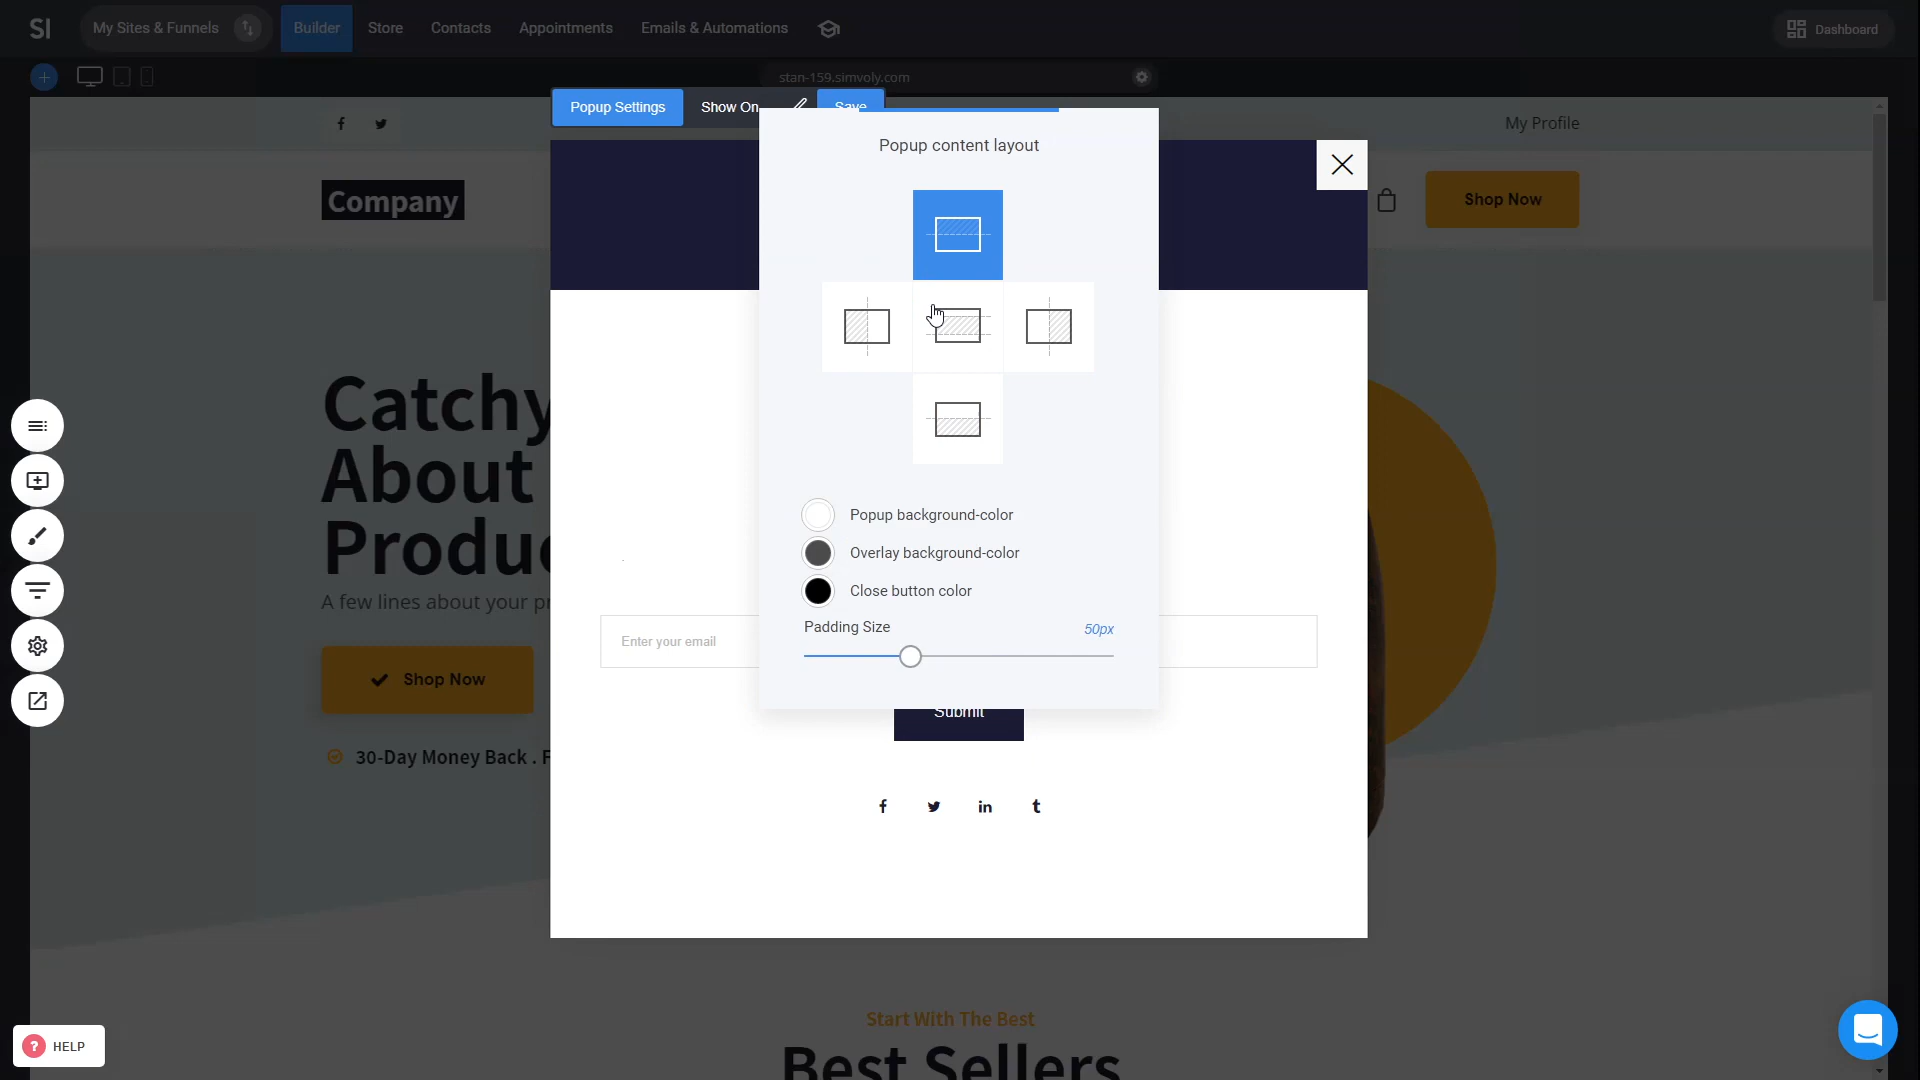 SI
My Sites & Funnels
Builder
Store
Contacts
Appointments
Emails & Automations
Dashboard
stan-159.simvoly.com
Popup Settings
Show On
Save
My Profile
Popup content layout
Company
Shop Now
Catchy
About
Produc
A few lines about your pr
Shop Now
30-Day Money Back . F
Popup background-color
Overlay background-color
Close button color
Padding Size
50px
Enter your email
Submit
Start With The Best
Best Sellers
? HELP